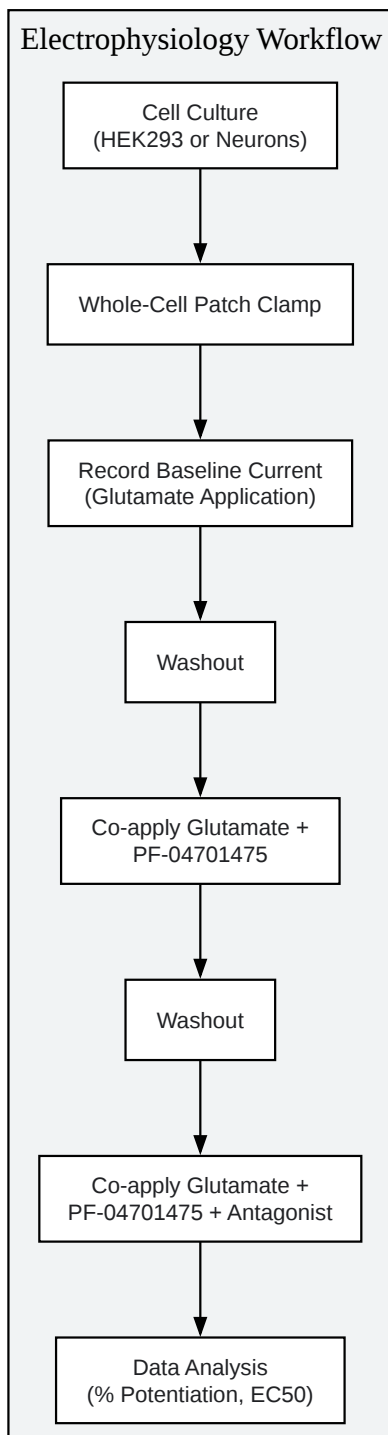 Electrophysiology Workflow
Cell Culture
(HEK293 or Neurons)
Whole-Cell Patch Clamp
Record Baseline Current
(Glutamate Application)
Washout
Co-apply Glutamate +
PF-04701475
Washout
Co-apply Glutamate +
PF-04701475 + Antagonist
Data Analysis
(% Potentiation, EC50)